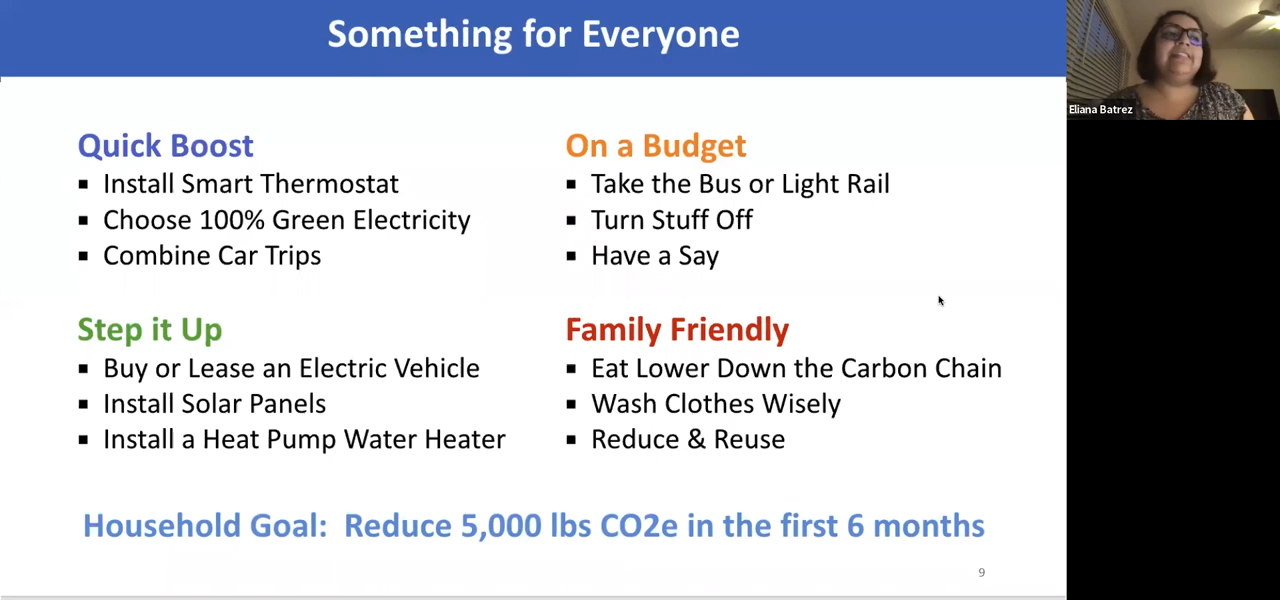 Something for Everyone
Quick Boost
▪ Install Smart Thermostat
▪ Choose 100% Green Electricity
▪ Combine Car Trips
On a Budget
▪ Take the Bus or Light Rail
▪ Turn Stuff Off
▪ Have a Say
Step it Up
▪ Buy or Lease an Electric Vehicle
▪ Install Solar Panels
▪ Install a Heat Pump Water Heater
Family Friendly
▪ Eat Lower Down the Carbon Chain
▪ Wash Clothes Wisely
▪ Reduce & Reuse
Household Goal: Reduce 5,000 lbs CO2e in the first 6 months
9
Eliana Batrez